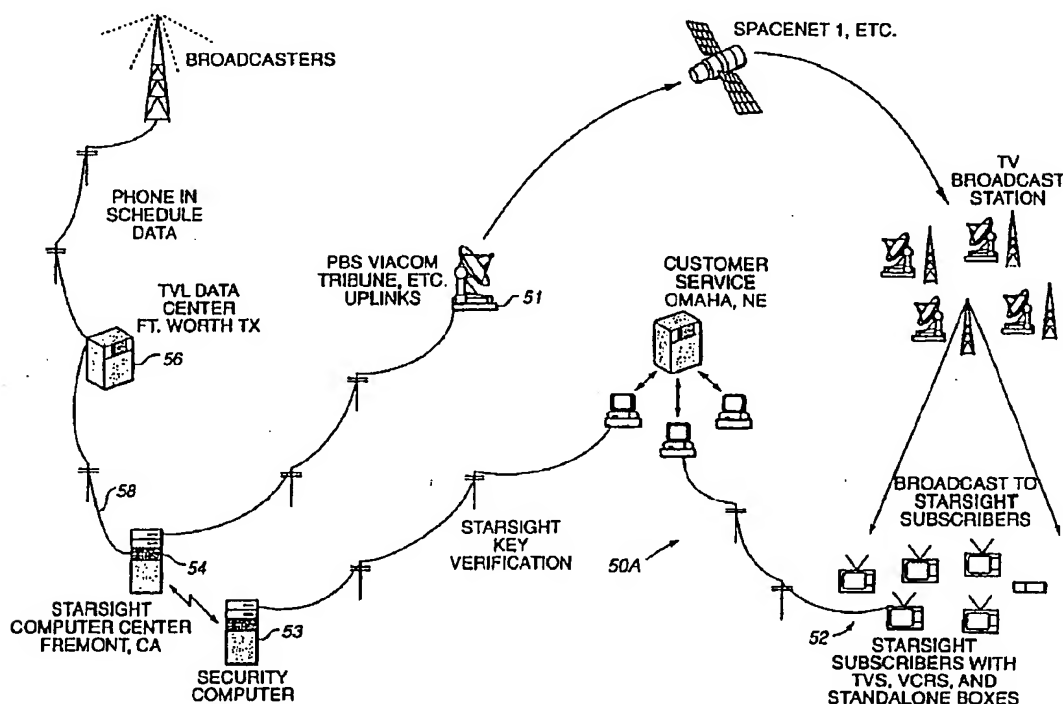 BROADCASTERS
SPACENET 1, ETC.
TV
BROADCAST
STATION
PHONE IN
SCHEDULE
DATA
PBS VIACOM
TRIBUNE, ETC.
UPLINKS
51
CUSTOMER
SERVICE
OMAHA, NE
TVL DATA
CENTER
FT. WORTH TX
56
58
54
STARSIGHT
COMPUTER CENTER
FREMONT, CA
53
SECURITY
COMPUTER
STARSIGHT
KEY
VERIFICATION
50A
BROADCAST TO
STARSIGHT
SUBSCRIBERS
52
STARSIGHT
SUBSCRIBERS WITH
TVS, VCRS, AND
STANDALONE BOXES